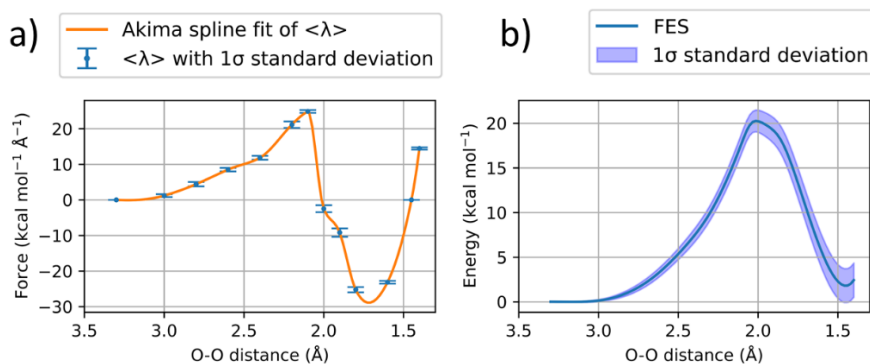 a)
Akima spline fit of <λ>
<λ> with 1σ standard deviation
Force (kcal mol⁻¹ Å⁻¹)
20
10
0
−10
−20
−30
3.5
3.0
2.5
2.0
1.5
O-O distance (Å)
b)
FES
1σ standard deviation
Energy (kcal mol⁻¹)
20
15
10
5
0
3.5
3.0
2.5
2.0
1.5
O-O distance (Å)